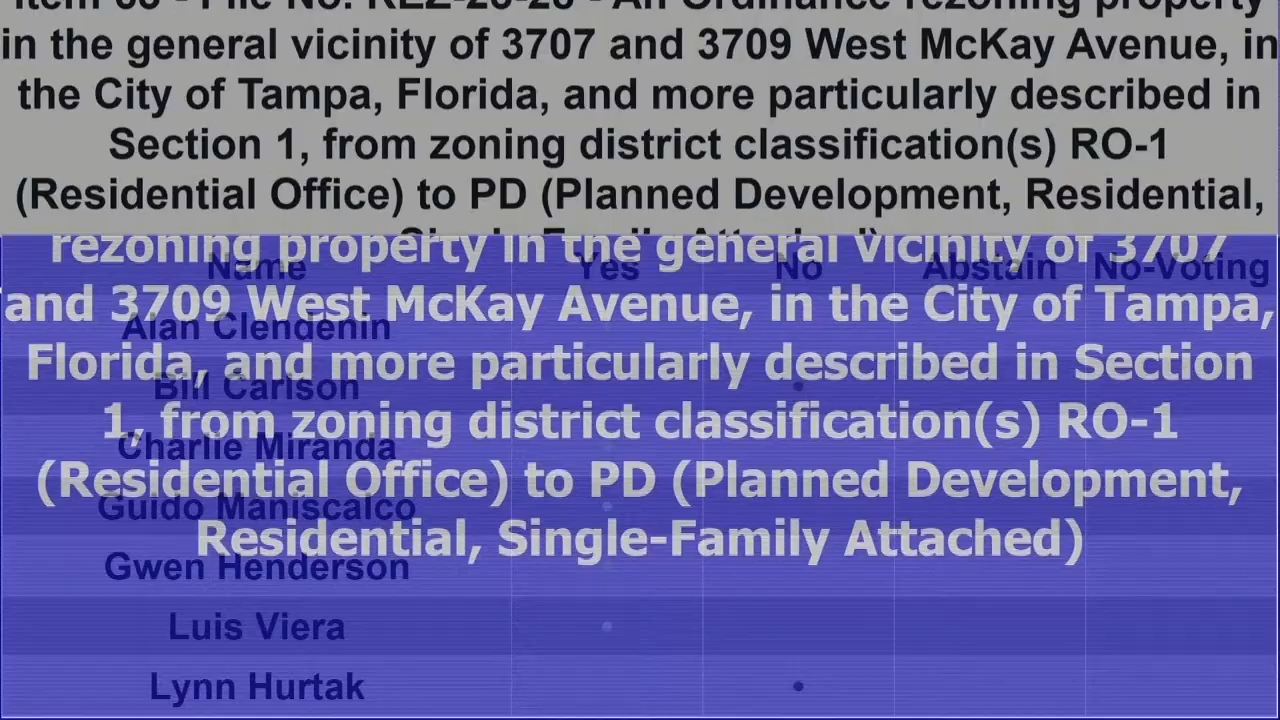 in the general vicinity of 3707 and 3709 West McKay Avenue, in
the City of Tampa, Florida, and more particularly described in
Section 1, from zoning district classification(s) RO-1
(Residential Office) to PD (Planned Development, Residential,
rezoning property in the general vicinity of 3707
Name Yes No Abstain No-Voting
and 3709 West McKay Avenue, in the City of Tampa,
Alan Clendenin
Florida, and more particularly described in Section
Bill Carlson
1, from zoning district classification(s) RO-1
Charlie Miranda
(Residential Office) to PD (Planned Development,
Guido Maniscalco
Residential, Single-Family Attached)
Gwen Henderson
Luis Viera
Lynn Hurtak